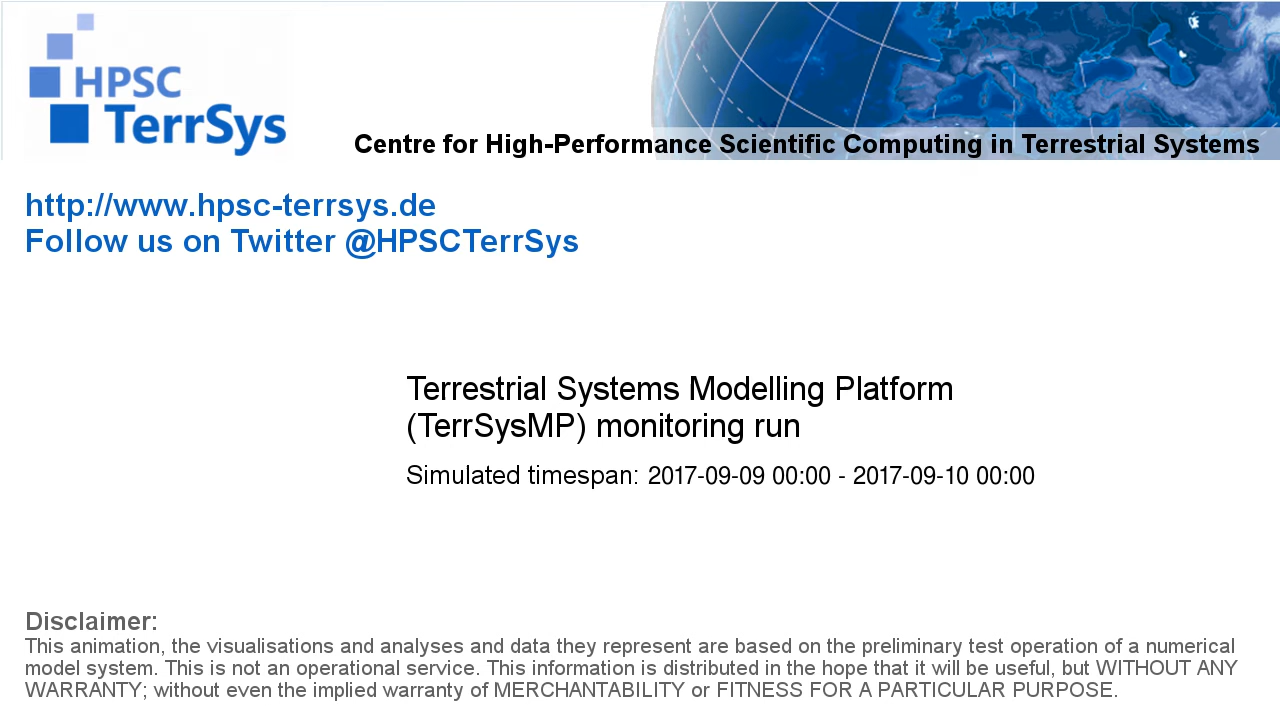 HPSC
TerrSys
Centre for High-Performance Scientific Computing in Terrestrial Systems
http://www.hpsc-terrsys.de
Follow us on Twitter @HPSCTerrSys
Terrestrial Systems Modelling Platform
(TerrSysMP) monitoring run
Simulated timespan: 2017-09-09 00:00 - 2017-09-10 00:00
Disclaimer:
This animation, the visualisations and analyses and data they represent are based on the preliminary test operation of a numerical
model system. This is not an operational service. This information is distributed in the hope that it will be useful, but WITHOUT ANY
WARRANTY; without even the implied warranty of MERCHANTABILITY or FITNESS FOR A PARTICULAR PURPOSE.